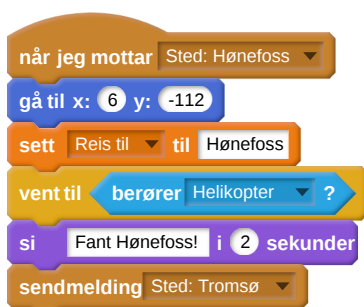 når jeg mottar Sted: Hønefoss
gå til x: 6 y: -112
sett Reis til til Hønefoss
vent til berører Helikopter ?
si Fant Hønefoss! i 2 sekunder
sendmelding Sted: Tromsø